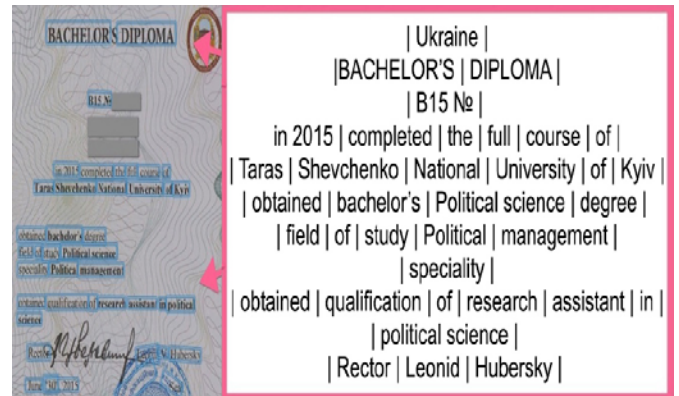 BACHELOR'S DIPLOMA
B15 №
in 2015 completed the full course of
Taras Shevchenko National University of Kyiv
obtained bachelor's degree
field of study Political science
speciality Political management
obtained qualification of research assistant in political
science
Rector
V. Hubersky
June 30, 2015
| Ukraine |
|BACHELOR'S | DIPLOMA |
| B15 № |
in 2015 | completed | the | full | course | of |
| Taras | Shevchenko | National | University | of | Kyiv |
| obtained | bachelor's | Political science | degree |
| field | of | study | Political | management |
| speciality |
| obtained | qualification | of | research | assistant | in |
| political science |
| Rector | Leonid | Hubersky |